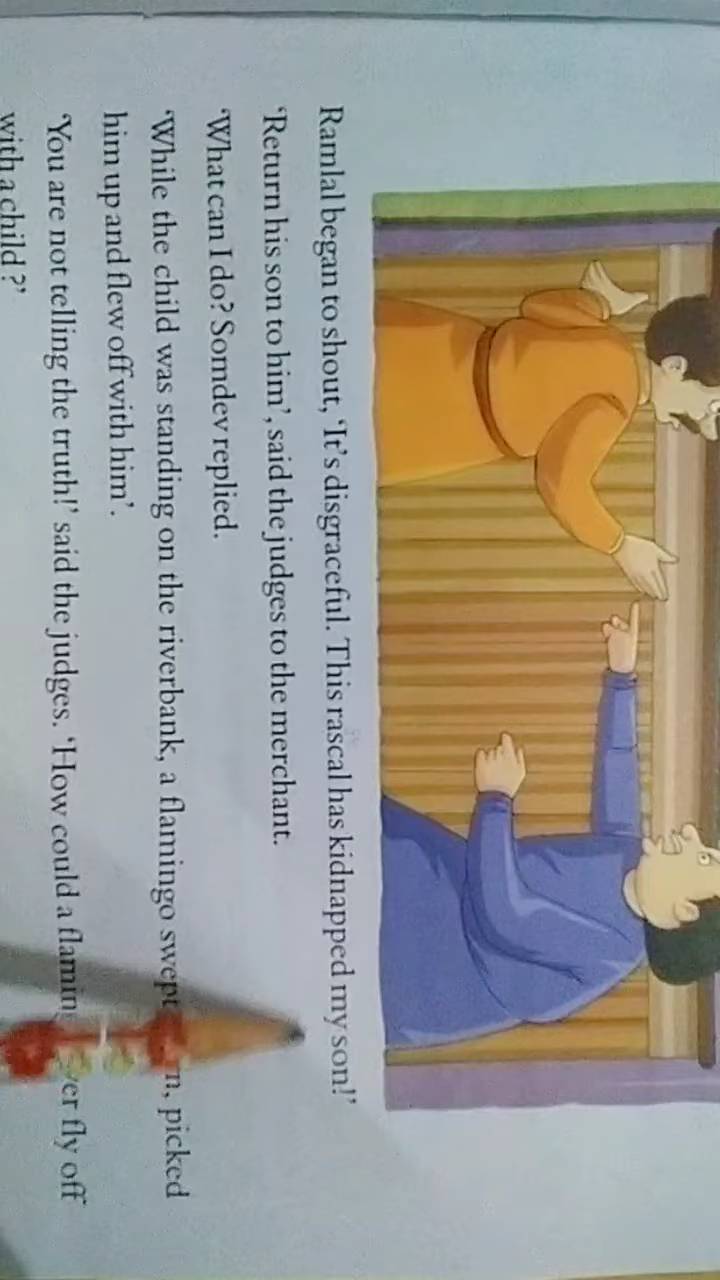 Ramlal began to shout, ‘It’s disgraceful. This rascal has kidnapped my son!’
‘Return his son to him’, said the judges to the merchant.
‘What can I do? Somdev replied.
‘While the child was standing on the riverbank, a flamingo swept picked
him up and flew off with him’.
‘You are not telling the truth!’ said the judges. ‘How could a fly off
with a child ?’